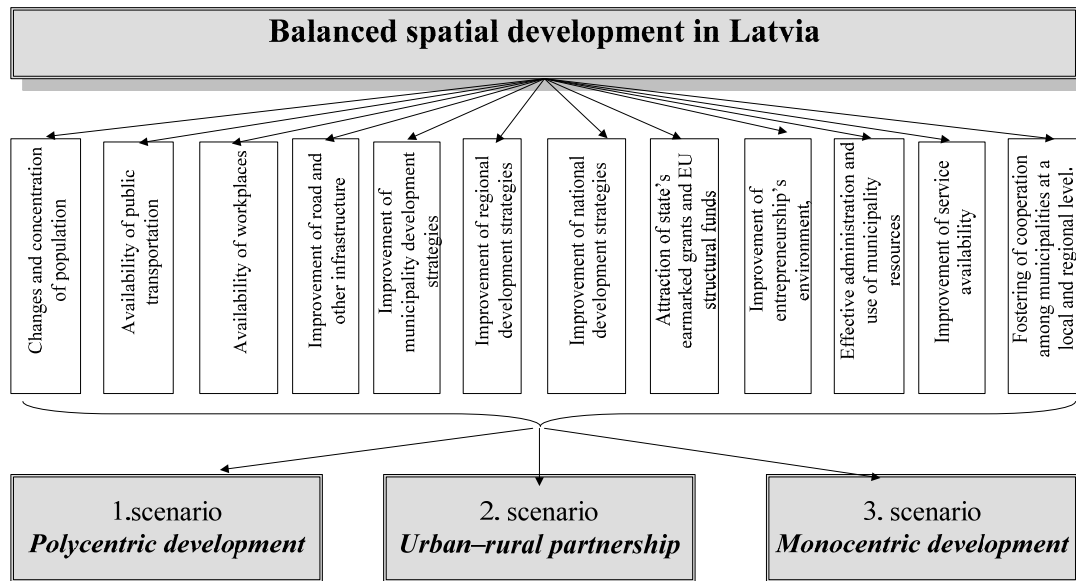 Balanced spatial development in Latvia
Changes and concentration
of population
Availability of public
transportation
Availability of workplaces
Improvement of road and
other infrastructure
Improvement of
municipality development
strategies
Improvement of regional
development strategies
Improvement of national
development strategies
Attraction of state’s
earmarked grants and EU
structural funds
Improvement of
entrepreneurship’s
environment,
Effective administration and
use of municipality
resources
Improvement of service
availability
Fostering of cooperation
among municipalities at a
local and regional level.
1.scenario
Polycentric development
2. scenario
Urban–rural partnership
3. scenario
Monocentric development